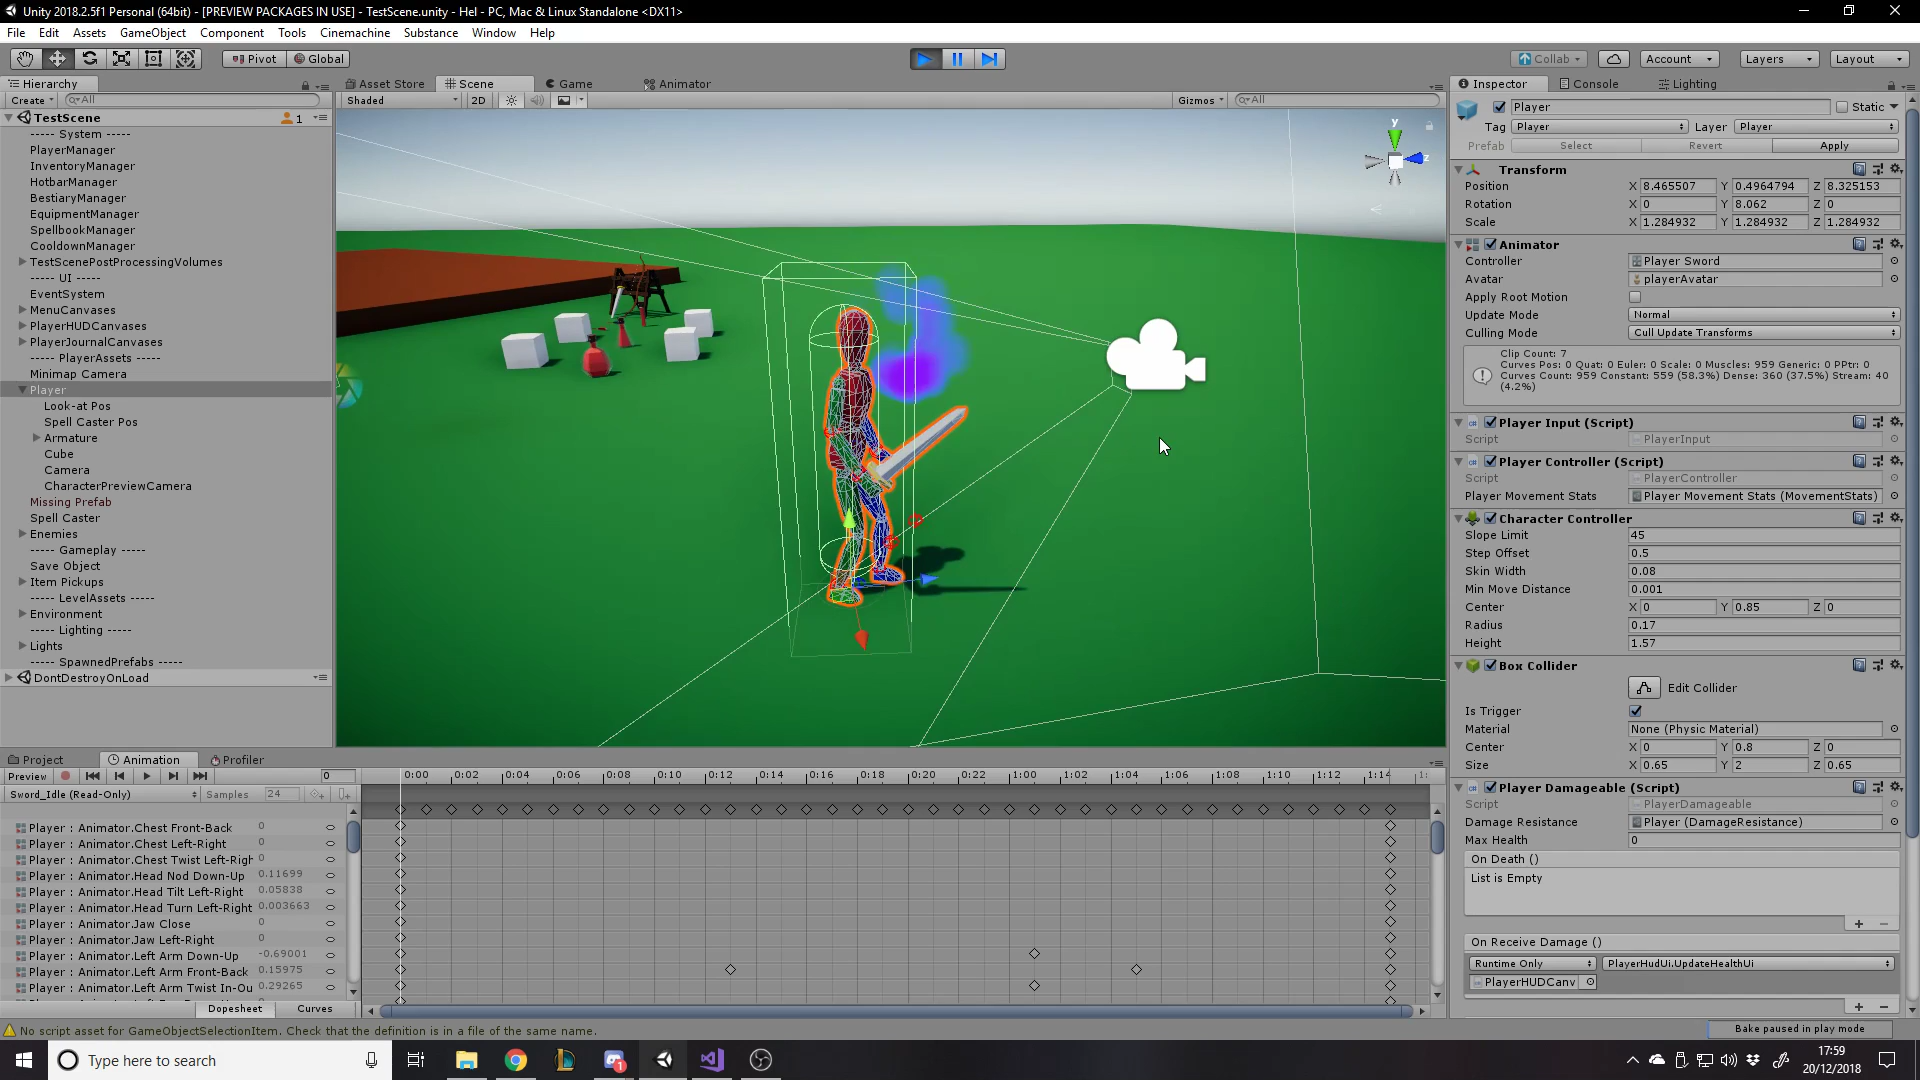 Unity 2018.2.5f1 Personal (64bit) - [PREVIEW PACKAGES IN USE] - TestScene.unity - Hel - PC, Mac & Linux Standalone <DX11>
File Edit Assets GameObject Component Tools Cinemachine Substance Window Help
Pivot Global Collab Account Layers Layout
Hierarchy
Create All
TestScene 1
----- System -----
PlayerManager
InventoryManager
HotbarManager
BestiaryManager
EquipmentManager
SpellbookManager
CooldownManager
TestScenePostProcessingVolumes
----- UI -----
EventSystem
MenuCanvases
PlayerHUDCanvases
PlayerJournalCanvases
----- PlayerAssets -----
Minimap Camera
Player
Look-at Pos
Spell Caster Pos
Armature
Cube
Camera
CharacterPreviewCamera
Missing Prefab
Spell Caster
Enemies
----- Gameplay -----
Save Object
Item Pickups
----- LevelAssets -----
Environment
----- Lighting -----
Lights
----- SpawnedPrefabs -----
DontDestroyOnLoad
Asset Store Scene Game Animator
Shaded 2D Gizmos All
y
z
Inspector Console Lighting
Player Static
Tag Player Layer Player
Prefab Select Revert Apply
Transform
Position X 8.465507 Y 0.4964794 Z 8.325153
Rotation X 0 Y 8.062 Z 0
Scale X 1.284932 Y 1.284932 Z 1.284932
Animator
Controller Player Sword
Avatar playerAvatar
Apply Root Motion
Update Mode Normal
Culling Mode Cull Update Transforms
Clip Count: 7
Curves Pos: 0 Quat: 0 Euler: 0 Scale: 0 Muscles: 959 Generic: 0 PPtr: 0
Curves Count: 959 Constant: 559 (58.3%) Dense: 360 (37.5%) Stream: 40
(4.2%)
Player Input (Script)
Script PlayerInput
Player Controller (Script)
Script PlayerController
Player Movement Stats Player Movement Stats (MovementStats)
Character Controller
Slope Limit 45
Step Offset 0.5
Skin Width 0.08
Min Move Distance 0.001
Center X 0 Y 0.85 Z 0
Radius 0.17
Height 1.57
Box Collider
Edit Collider
Is Trigger
Material None (Physic Material)
Center X 0 Y 0.8 Z 0
Size X 0.65 Y 2 Z 0.65
Player Damageable (Script)
Script PlayerDamageable
Damage Resistance Player (DamageResistance)
Max Health 0
On Death ()
List is Empty
On Receive Damage ()
Runtime Only PlayerHudUi.UpdateHealthUi
PlayerHUDCanv
Project Animation Profiler
Preview 0
0:00 0:02 0:04 0:06 0:08 0:10 0:12 0:14 0:16 0:18 0:20 0:22 1:00 1:02 1:04 1:06 1:08 1:10 1:12 1:14
Sword_Idle (Read-Only) Samples 24
Player : Animator.Chest Front-Back 0
Player : Animator.Chest Left-Right 0
Player : Animator.Chest Twist Left-Righ 0
Player : Animator.Head Nod Down-Up 0.11699
Player : Animator.Head Tilt Left-Right 0.05838
Player : Animator.Head Turn Left-Right 0.003663
Player : Animator.Jaw Close 0
Player : Animator.Jaw Left-Right 0
Player : Animator.Left Arm Down-Up -0.69001
Player : Animator.Left Arm Front-Back 0.15975
Player : Animator.Left Arm Twist In-Ou 0.29265
Dopesheet Curves
No script asset for GameObjectSelectionItem. Check that the definition is in a file of the same name.
Bake paused in play mode
Type here to search
17:59
20/12/2018